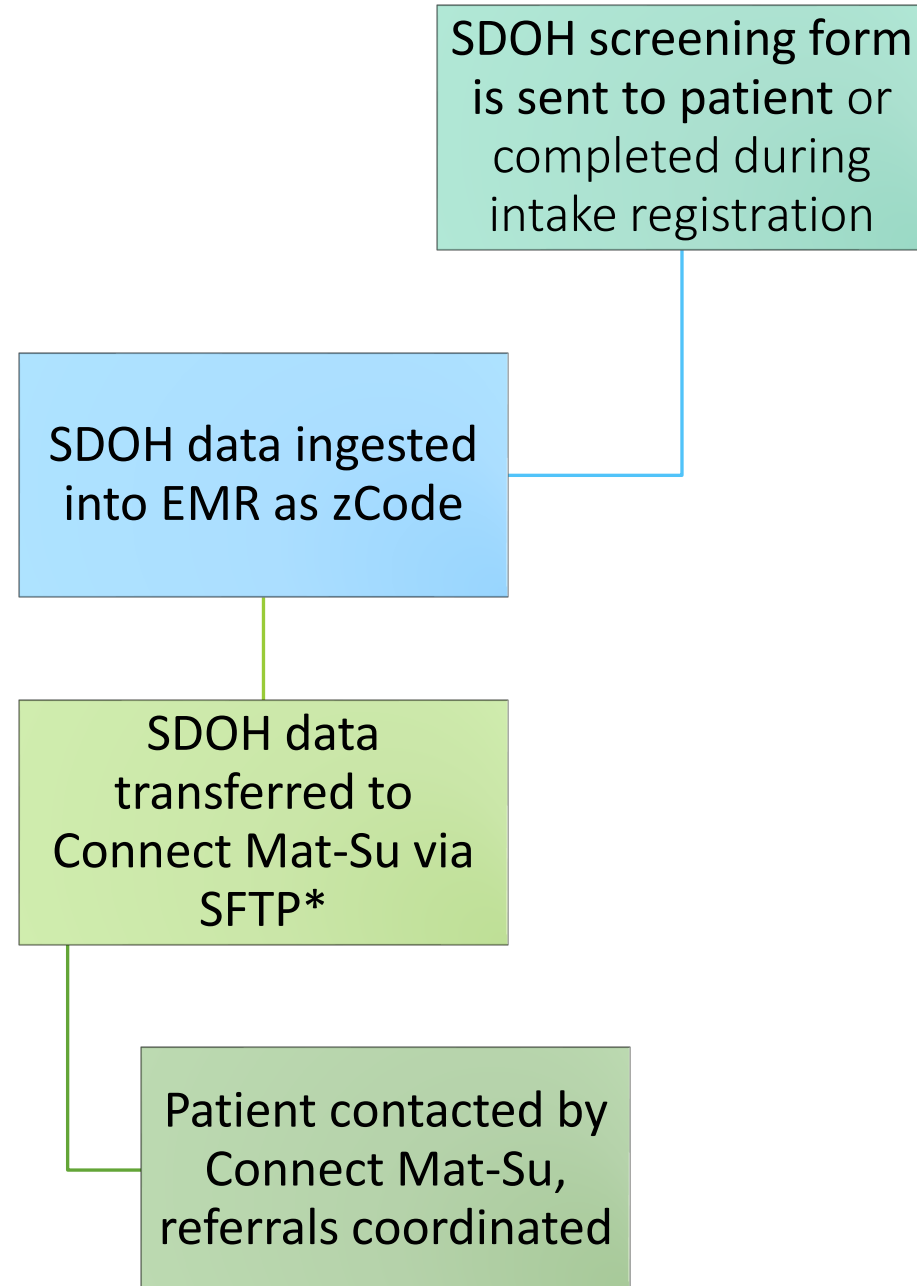 SDOH screening form
is sent to patient or
completed during
intake registration
SDOH data ingested
into EMR as zCode
SDOH data
transferred to
Connect Mat-Su via
SFTP*
Patient contacted by
Connect Mat-Su,
referrals coordinated